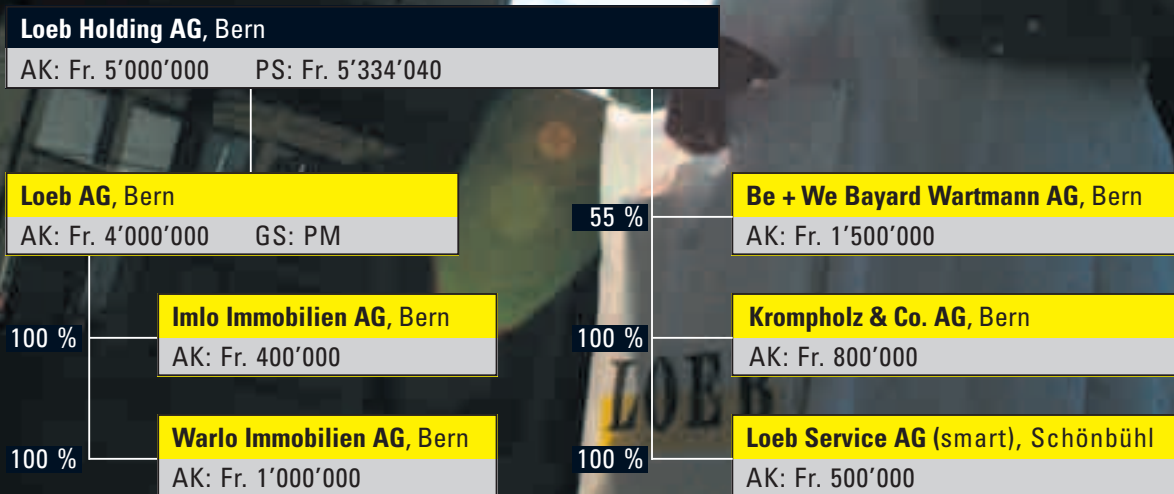 Loeb Holding AG, Bern
AK: Fr. 5'000'000 PS: Fr. 5'334'040
Loeb AG, Bern
AK: Fr. 4'000'000 GS: PM
100 %
Imlo Immobilien AG, Bern
AK: Fr. 400'000
100 %
Warlo Immobilien AG, Bern
AK: Fr. 1'000'000
55 %
Be + We Bayard Wartmann AG, Bern
AK: Fr. 1'500'000
100 %
Krompholz & Co. AG, Bern
AK: Fr. 800'000
100 %
Loeb Service AG (smart), Schönbühl
AK: Fr. 500'000
LOEB